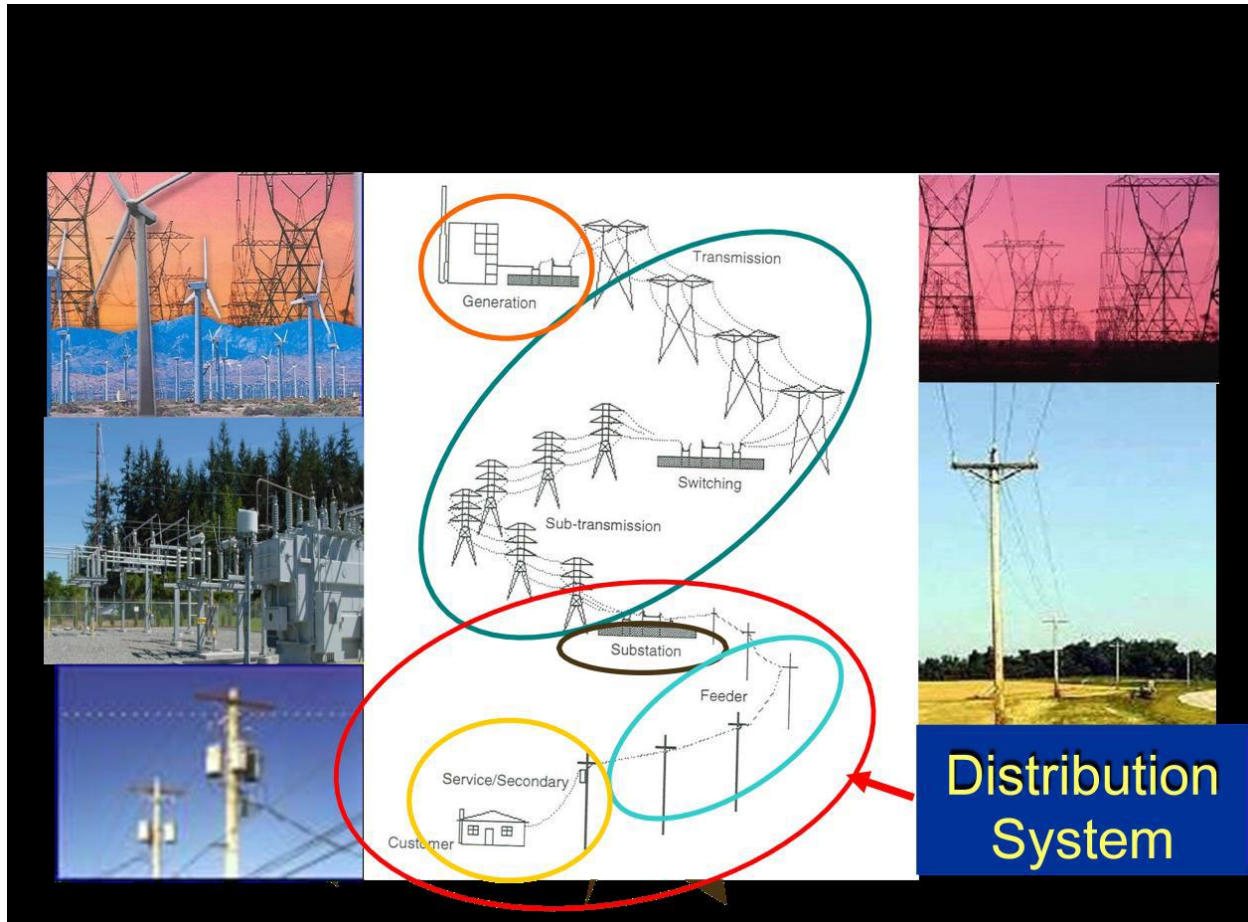 Generation
Transmission
Switching
Sub-transmission
Substation
Feeder
Service/Secondary
Customer
Distribution
System